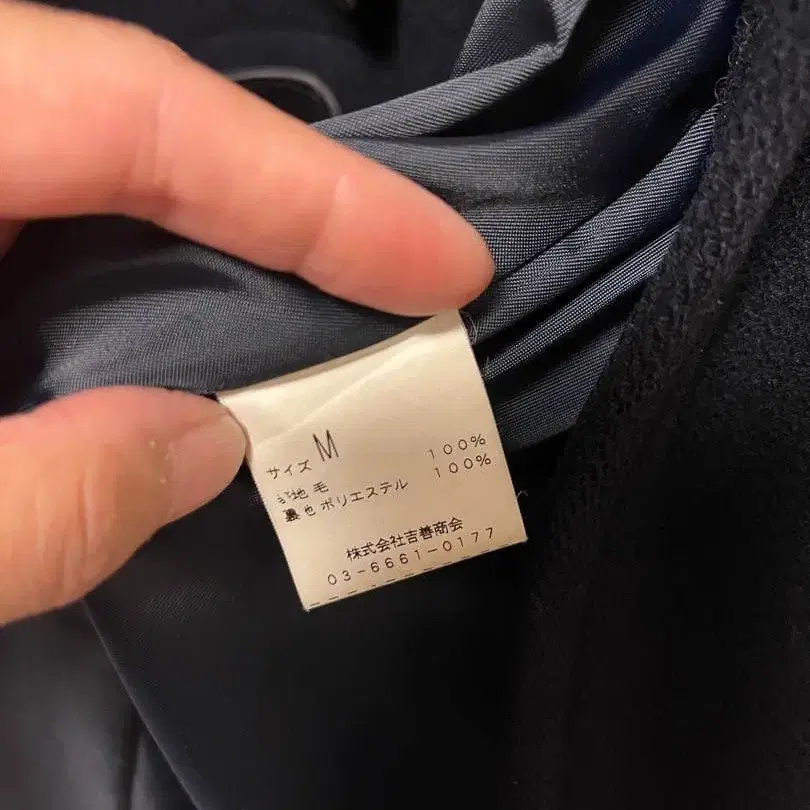 サイズ M
表地 毛 100%
裏地 ポリエステル 100%
株式会社吉善商会
03-6661-0177